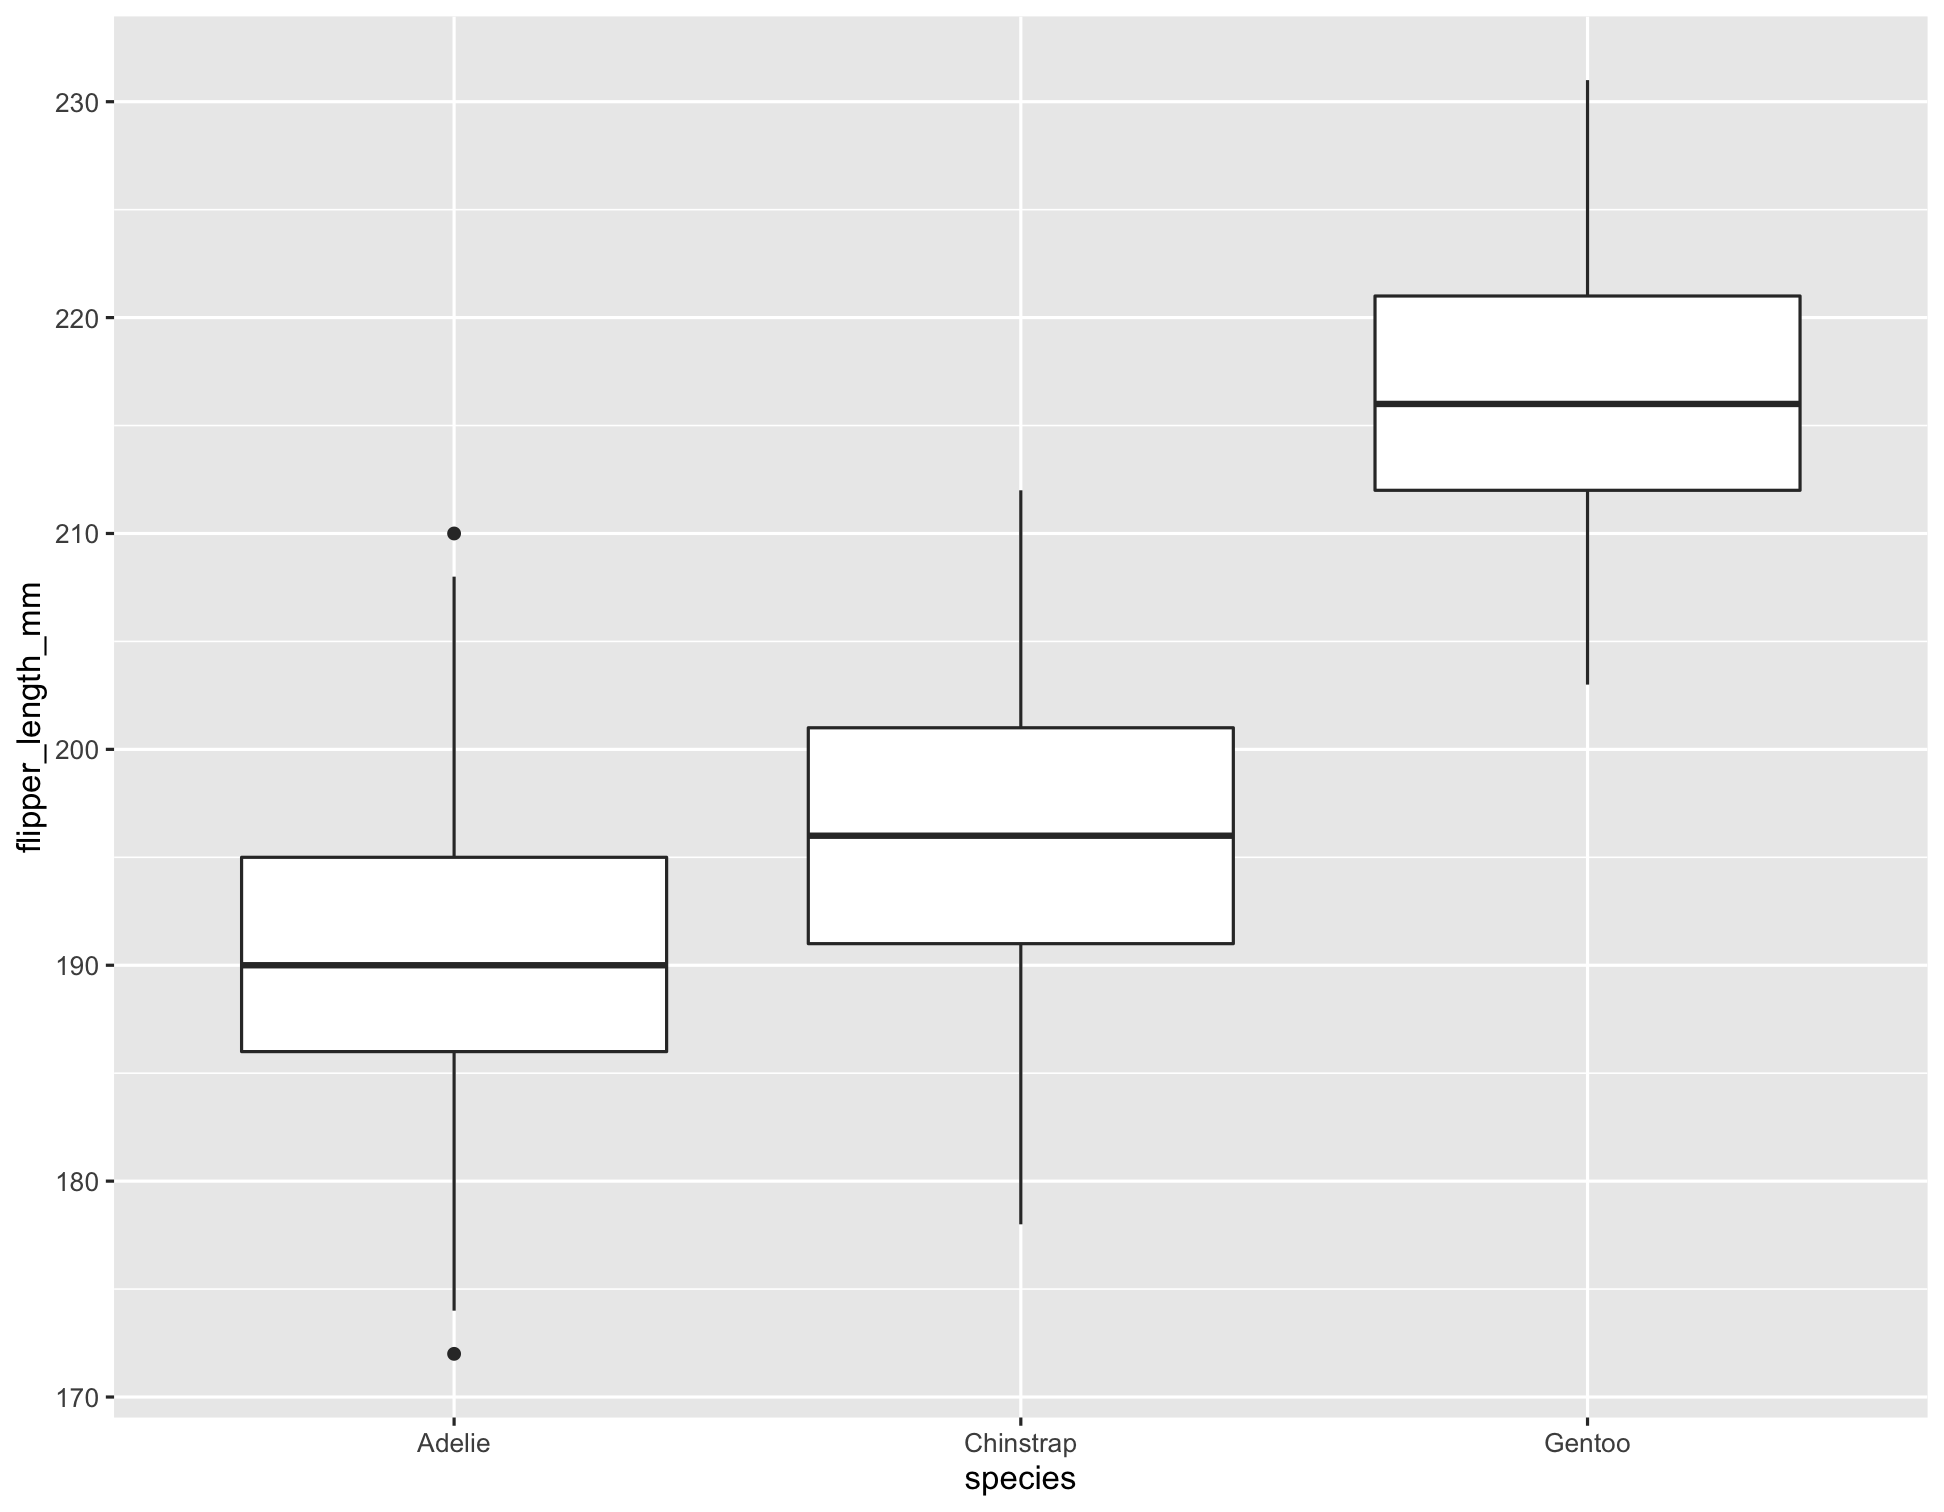 flipper_length_mm
230
220
210
200
190
180
170
Adelie
Chinstrap
Gentoo
species